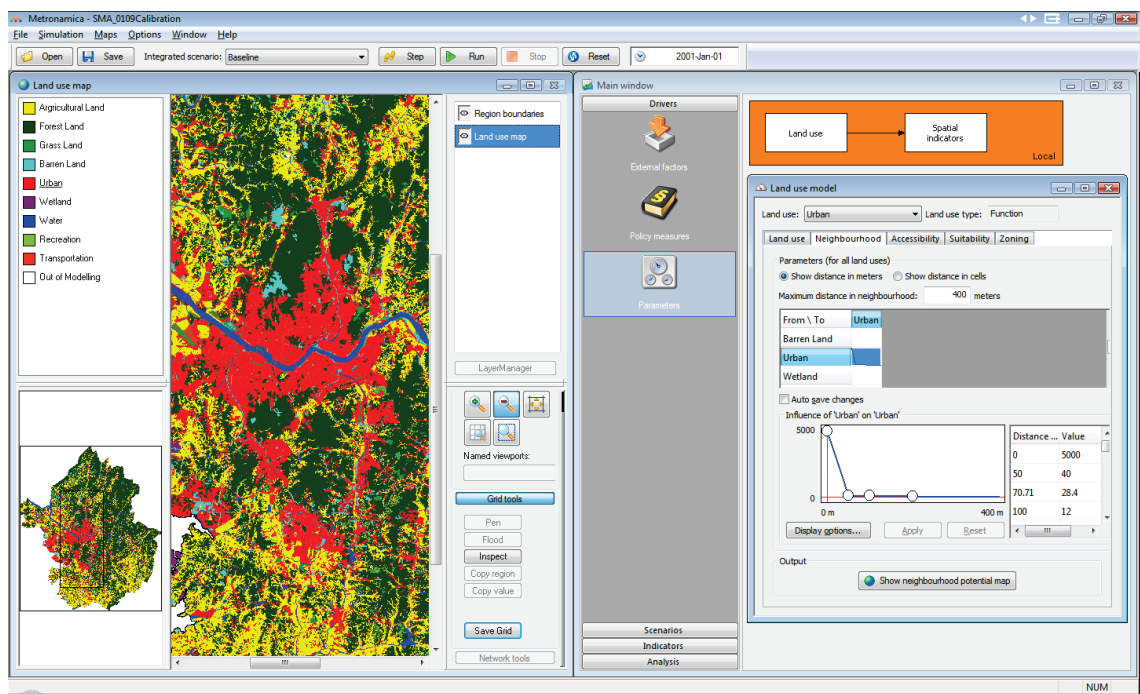 Metronamica - SMA_0109Calibration
File Simulation Maps Options Window Help
Open Save Integrated scenario: Baseline Step Run Stop Reset 2001-Jan-01
Land use map
Argricultural Land
Forest Land
Grass Land
Barren Land
Urban
Wetland
Water
Recreation
Transportation
Out of Modelling
Region boundaries
Land use map
LayerManager
Named viewports:
Grid tools
Pen
Flood
Inspect
Copy region
Copy value
Save Grid
Network tools
Main window
Drivers
External factors
Policy measures
Parameters
Scenarios
Indicators
Analysis
Land use
Spatial
indicators
Local
Land use model
Land use: Urban Land use type: Function
Land use Neighbourhood Accessibility Suitability Zoning
Parameters (for all land uses)
Show distance in meters Show distance in cells
Maximum distance in neighbourhood: 400 meters
From \ To Urban
Barren Land
Urban
Wetland
Auto save changes
Influence of 'Urban' on 'Urban'
5000
0
0 m 400 m
Distance ... Value
0 5000
50 40
70.71 28.4
100 12
Display options... Apply Reset
Output
Show neighbourhood potential map
NUM